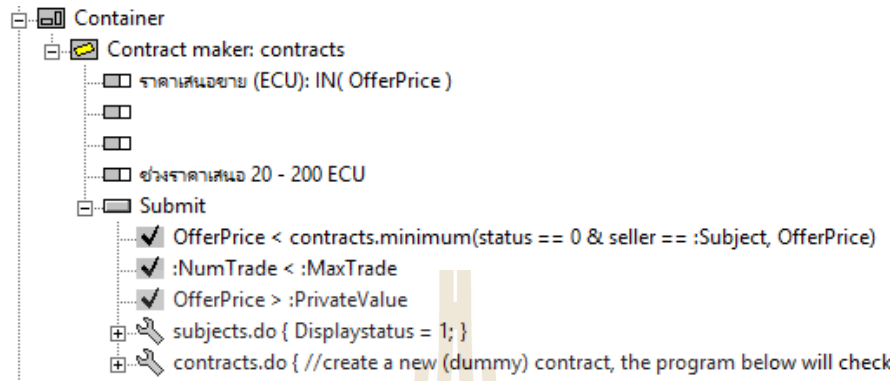 Container
Contract maker: contracts
ราคาเสนอขาย (ECU): IN( OfferPrice )
ช่วงราคาเสนอ 20 - 200 ECU
Submit
OfferPrice < contracts.minimum(status == 0 & seller == :Subject, OfferPrice)
:NumTrade < :MaxTrade
OfferPrice > :PrivateValue
subjects.do { Displaystatus = 1; }
contracts.do { //create a new (dummy) contract, the program below will check